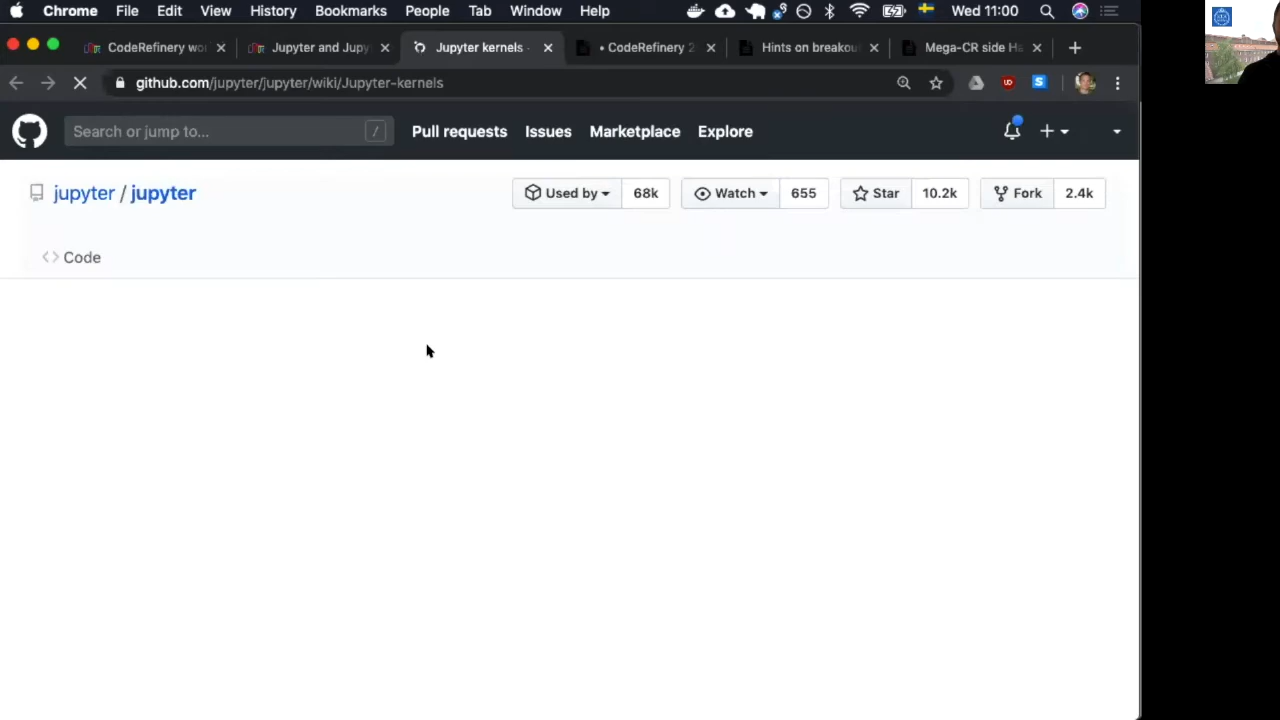 Chrome File Edit View History Bookmarks People Tab Window Help Wed 11:00
CodeRefinery wo Jupyter and Jupy Jupyter kernels · • CodeRefinery 2 Hints on breakou Mega-CR side Ha
github.com/jupyter/jupyter/wiki/Jupyter-kernels
Search or jump to... / Pull requests Issues Marketplace Explore
jupyter / jupyter Used by 68k Watch 655 Star 10.2k Fork 2.4k
Code